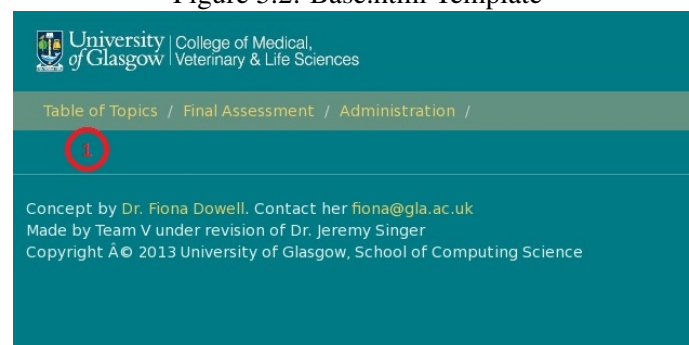 Figure 3.2: Base.html Template
University of Glasgow | College of Medical, Veterinary & Life Sciences
Table of Topics / Final Assessment / Administration /
1
Concept by Dr. Fiona Dowell. Contact her fiona@gla.ac.uk
Made by Team V under revision of Dr. Jeremy Singer
Copyright Â© 2013 University of Glasgow, School of Computing Science